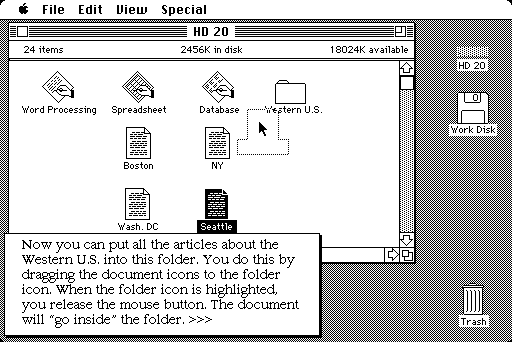 File Edit View Special
HD 20
24 items 2456K in disk 18024K available
HD 20
Word Processing Spreadsheet Database Western U.S.
Work Disk
Boston NY
Wash. DC Seattle
Now you can put all the articles about the
Western U.S. into this folder. You do this by
dragging the document icons to the folder
icon. When the folder icon is highlighted,
you release the mouse button. The document
will "go inside" the folder. >>>
Trash